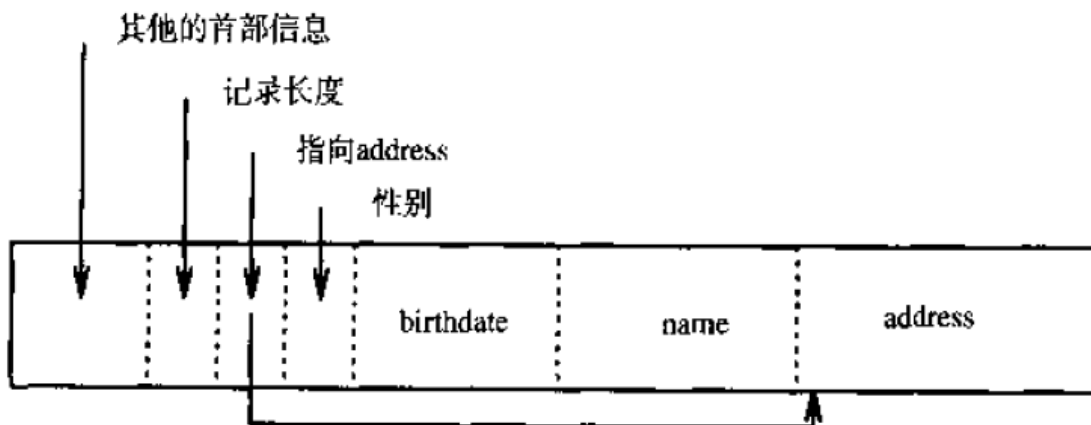 其他的首部信息
记录长度
指向address
性别
birthdate name address